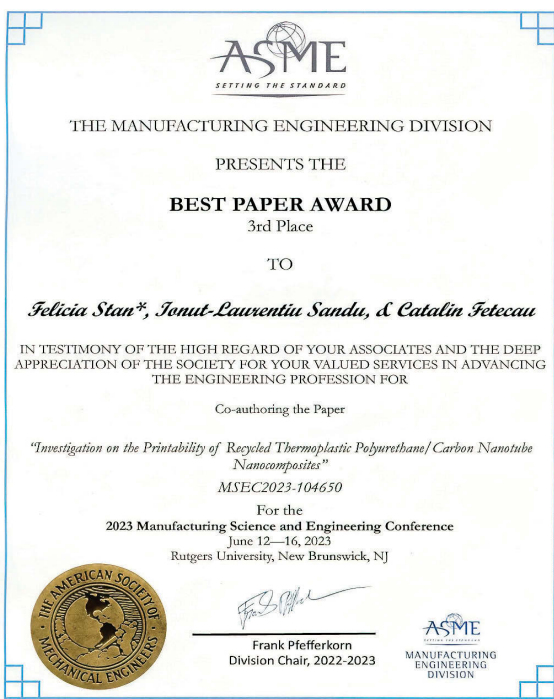 ASME
SETTING THE STANDARD
THE MANUFACTURING ENGINEERING DIVISION
PRESENTS THE
BEST PAPER AWARD
3rd Place
TO
Felicia Stan*, Ionut-Laurentiu Sandu, & Catalin Fetecau
IN TESTIMONY OF THE HIGH REGARD OF YOUR ASSOCIATES AND THE DEEP
APPRECIATION OF THE SOCIETY FOR YOUR VALUED SERVICES IN ADVANCING
THE ENGINEERING PROFESSION FOR
Co-authoring the Paper
"Investigation on the Printability of Recycled Thermoplastic Polyurethane/Carbon Nanotube
Nanocomposites"
MSEC2023-104650
For the
2023 Manufacturing Science and Engineering Conference
June 12—16, 2023
Rutgers University, New Brunswick, NJ
THE AMERICAN SOCIETY OF
MECHANICAL ENGINEERS
Frank Pfefferkorn
Division Chair, 2022-2023
ASME
SETTING THE STANDARD
MANUFACTURING
ENGINEERING
DIVISION